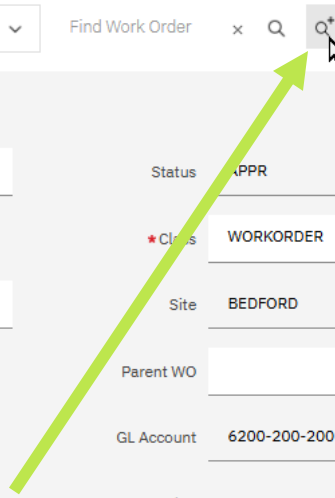 Find Work Order
Status APPR
* Class WORKORDER
Site BEDFORD
Parent WO
GL Account 6200-200-200